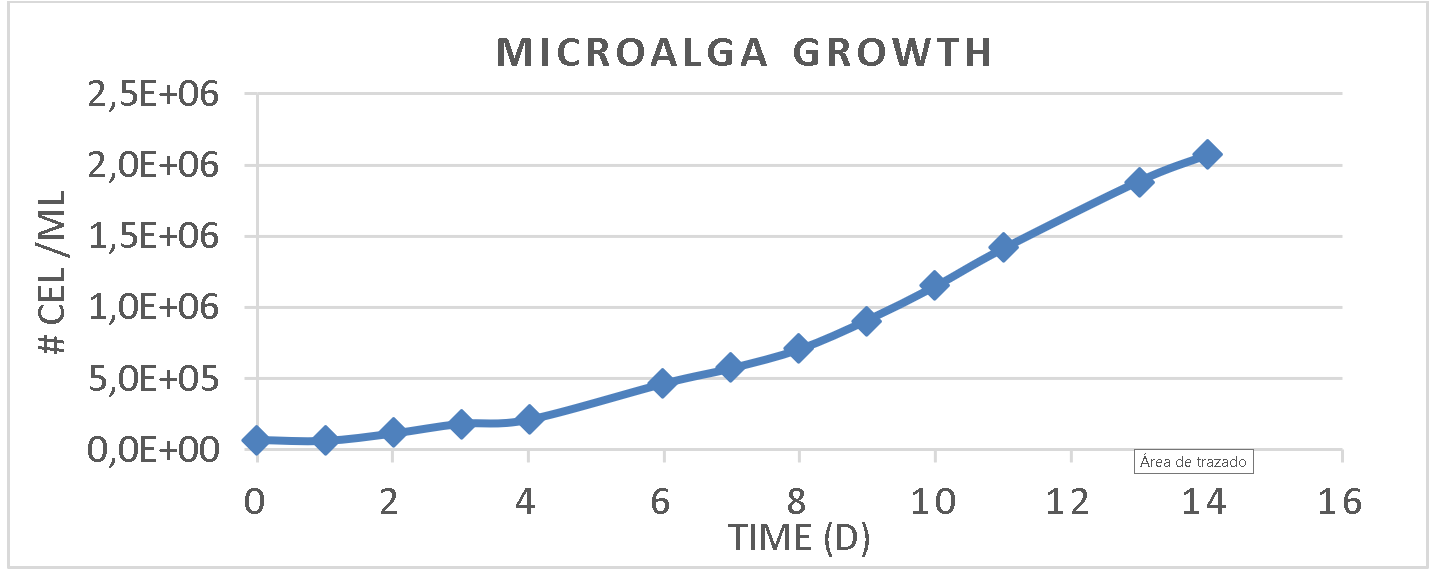 MICROALGA GROWTH
2,5E+06
2,0E+06
1,5E+06
1,0E+06
5,0E+05
0,0E+00
# CEL /ML
Área de trazado
0 2 4 6 8 10 12 14 16
TIME (D)